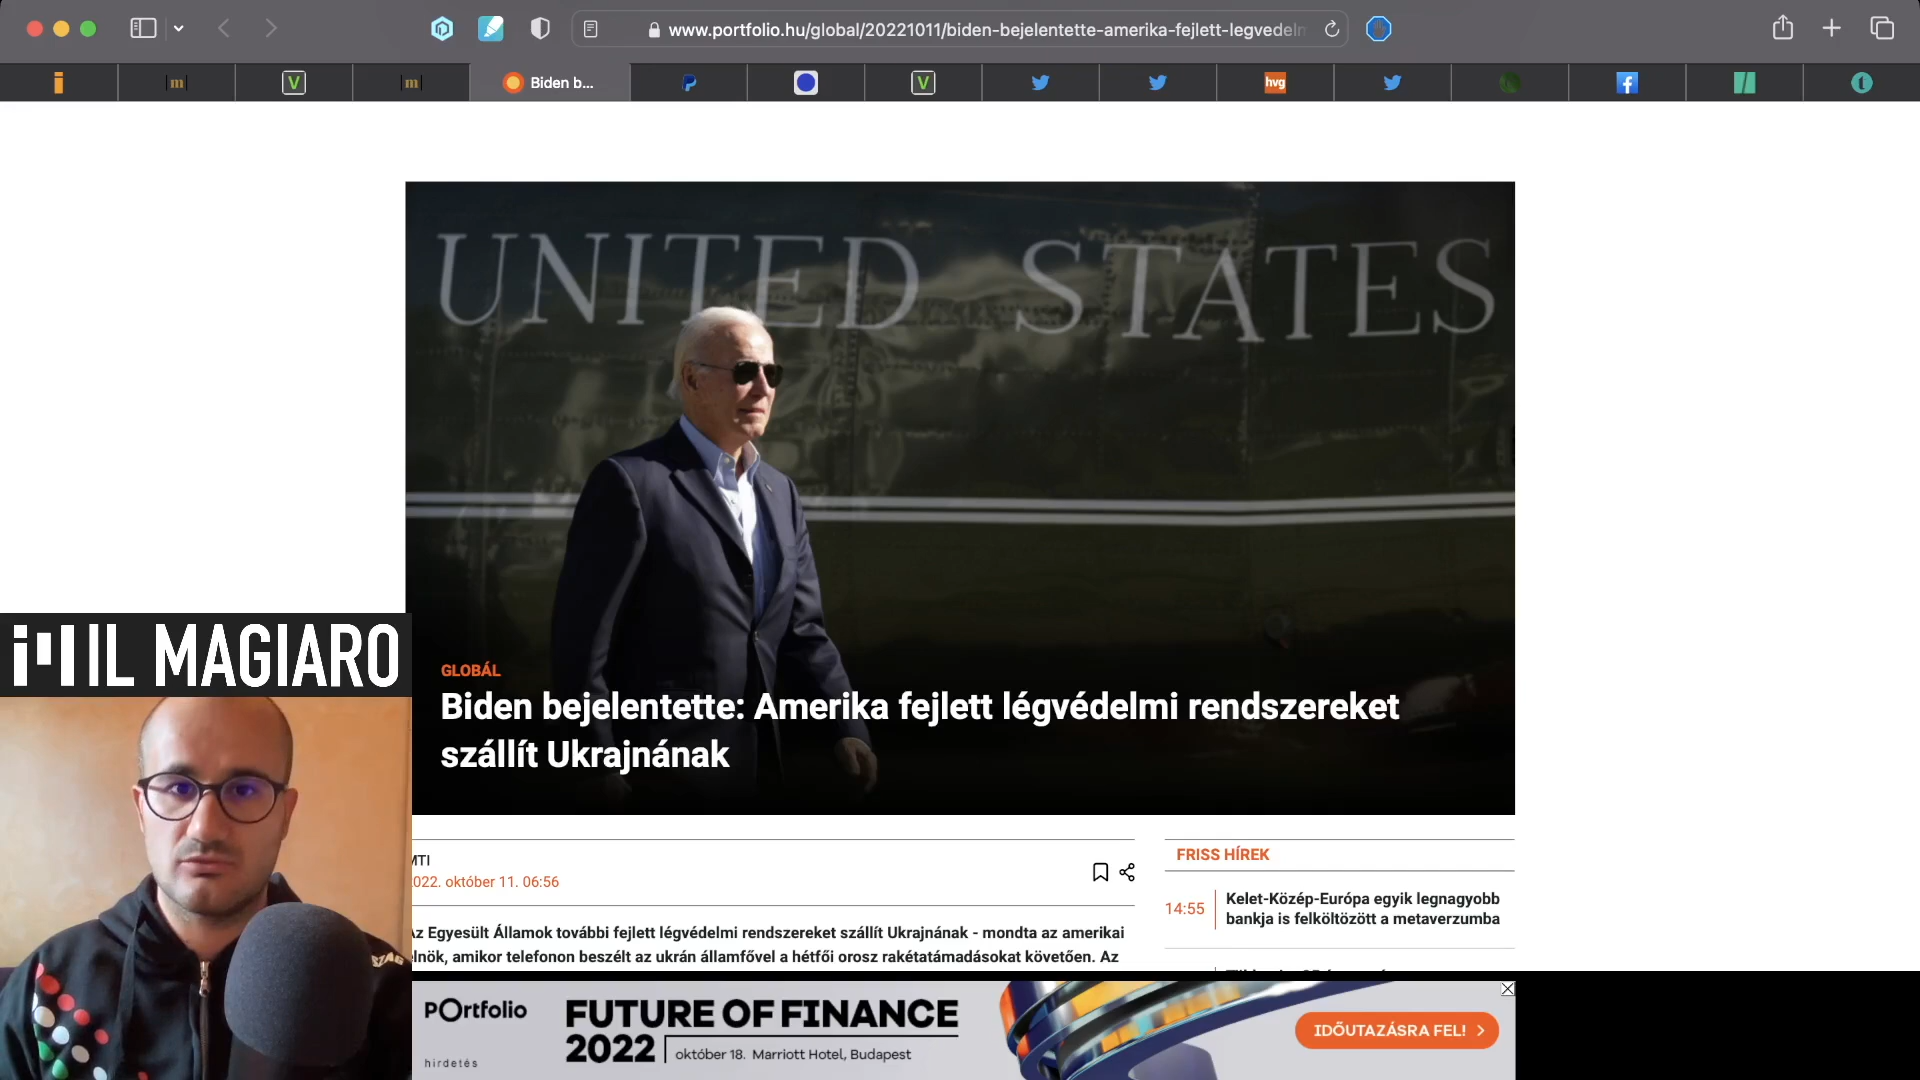 www.portfolio.hu/global/20221011/biden-bejelentette-amerika-fejlett-legvedelm
Biden b...
hvg
UNITED STATES
GLOBÁL
Biden bejelentette: Amerika fejlett légvédelmi rendszereket
szállít Ukrajnának
IL MAGIARO
MTI
2022. október 11. 06:56
Az Egyesült Államok további fejlett légvédelmi rendszereket szállít Ukrajnának - mondta az amerikai
elnök, amikor telefonon beszélt az ukrán államfővel a hétfői orosz rakétatámadásokat követően. Az
FRISS HÍREK
14:55
Kelet-Közép-Európa egyik legnagyobb
bankja is felköltözött a metaverzumba
POrtfolio
hirdetés
FUTURE OF FINANCE
2022
október 18. Marriott Hotel, Budapest
IDŐUTAZÁSRA FEL!